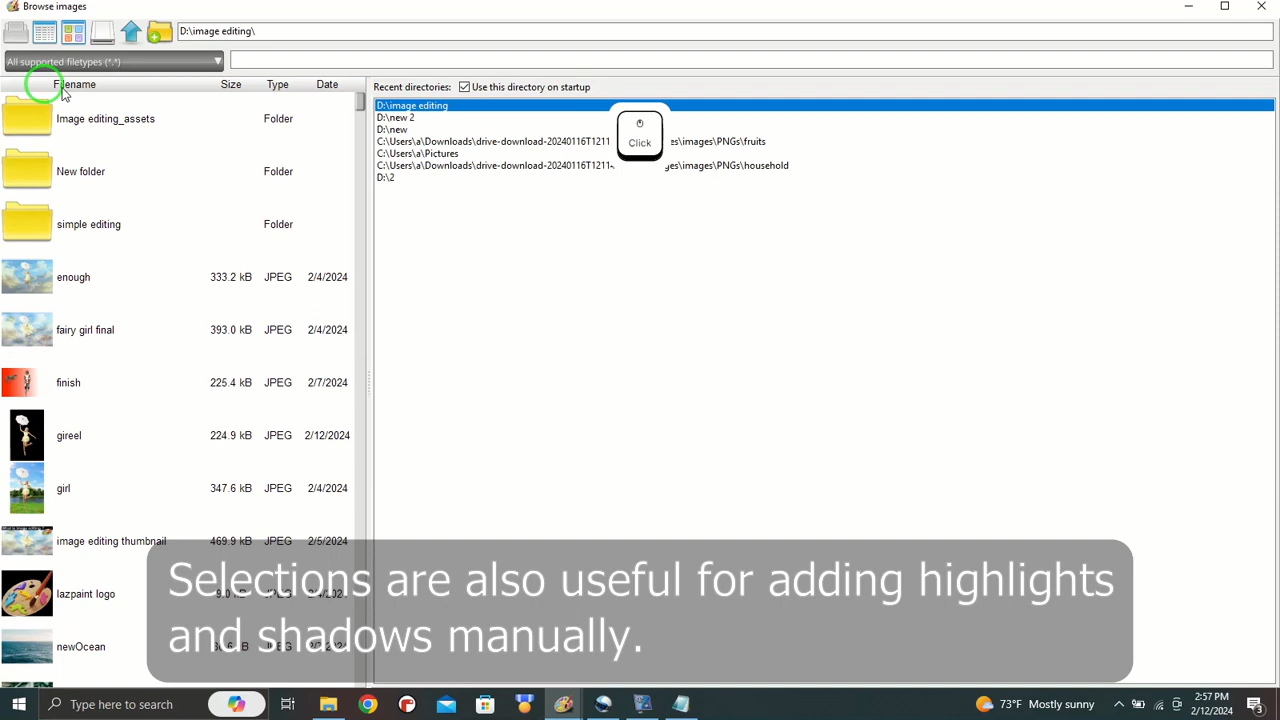 Browse images
D:\image editing\
All supported filetypes (*.*)
Filename Size Type Date
Recent directories: Use this directory on startup
Image editing_assets Folder
New folder Folder
simple editing Folder
enough 333.2 kB JPEG 2/4/2024
fairy girl final 393.0 kB JPEG 2/4/2024
finish 225.4 kB JPEG 2/7/2024
gireel 224.9 kB JPEG 2/12/2024
girl 347.6 kB JPEG 2/4/2024
image editing thumbnail 469.9 kB JPEG 2/5/2024
lazpaint logo
newOcean
D:\image editing
D:\new 2
D:\new
C:\Users\a\Downloads\drive-download-20240116T1211 es\images\PNGs\fruits
C:\Users\a\Pictures
C:\Users\a\Downloads\drive-download-20240116T1211 ges\images\PNGs\household
D:\2
Click
Selections are also useful for adding highlights
and shadows manually.
Type here to search
73°F Mostly sunny
2:57 PM
2/12/2024
3